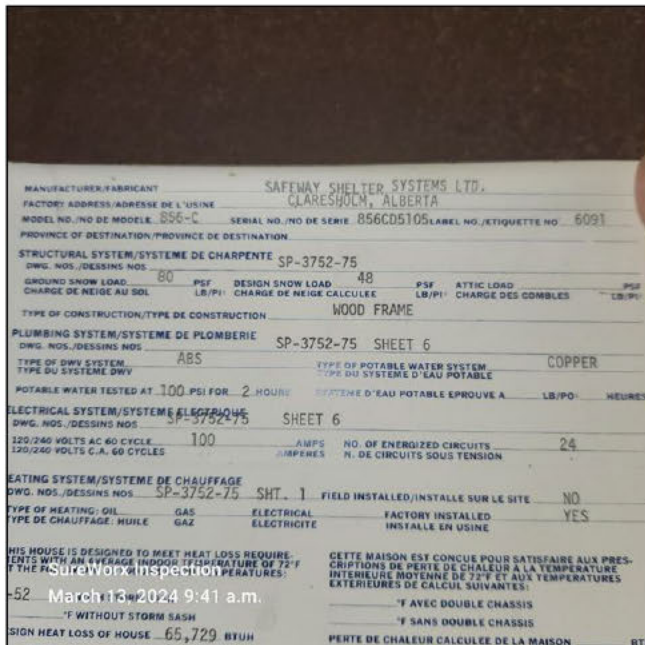 MANUFACTURER/FABRICANT SAFEWAY SHELTER SYSTEMS LTD.
FACTORY ADDRESS/ADRESSE DE L'USINE CLARESHOLM, ALBERTA
MODEL NO./NO DE MODELE 856-C SERIAL NO./NO DE SERIE 856CD5105 LABEL NO./ETIQUETTE NO 6091
PROVINCE OF DESTINATION/PROVINCE DE DESTINATION
STRUCTURAL SYSTEM/SYSTEME DE CHARPENTE
DWG. NOS./DESSINS NOS SP-3752-75
GROUND SNOW LOAD 80 PSF DESIGN SNOW LOAD 48 PSF ATTIC LOAD PSF
CHARGE DE NEIGE AU SOL LB/PI² CHARGE DE NEIGE CALCULEE LB/PI² CHARGE DES COMBLES LB/PI²
TYPE OF CONSTRUCTION/TYPE DE CONSTRUCTION WOOD FRAME
PLUMBING SYSTEM/SYSTEME DE PLOMBERIE
DWG. NOS./DESSINS NOS SP-3752-75 SHEET 6
TYPE OF DWV SYSTEM ABS TYPE OF POTABLE WATER SYSTEM COPPER
TYPE DU SYSTEME DWV TYPE DU SYSTEME D'EAU POTABLE
POTABLE WATER TESTED AT 100 PSI FOR 2 HOURS SYSTEME D'EAU POTABLE EPROUVE A LB/PO² HEURES
ELECTRICAL SYSTEM/SYSTEME ELECTRIQUE
DWG. NOS./DESSINS NOS SP-3752-75 SHEET 6
120/240 VOLTS AC 60 CYCLE 100 AMPS NO. OF ENERGIZED CIRCUITS 24
120/240 VOLTS C.A. 60 CYCLES AMPERES N. DE CIRCUITS SOUS TENSION
EATING SYSTEM/SYSTEME DE CHAUFFAGE
DWG. NOS./DESSINS NOS SP-3752-75 SHT. 1 FIELD INSTALLED/INSTALLE SUR LE SITE NO
TYPE OF HEATING: OIL GAS ELECTRICAL FACTORY INSTALLED YES
TYPE DE CHAUFFAGE: HUILE GAZ ELECTRICITE INSTALLE EN USINE
HIS HOUSE IS DESIGNED TO MEET HEAT LOSS REQUIRE- CETTE MAISON EST CONCUE POUR SATISFAIRE AUX PRES-
ENTS WITH AN AVERAGE INDOOR TEMPERATURE OF 72°F CRIPTIONS DE PERTE DE CHALEUR A LA TEMPERATURE
INTERIEURE MOYENNE DE 72°F ET AUX TEMPERATURES
EXTERIEURES DE CALCUL SUIVANTES:
SureWorx Inspection
-52 °F AVEC DOUBLE CHASSIS
March 13, 2024 9:41 a.m.
°F WITHOUT STORM SASH °F SANS DOUBLE CHASSIS
SIGN HEAT LOSS OF HOUSE 65,729 BTUH PERTE DE CHALEUR CALCULEE DE LA MAISON BT